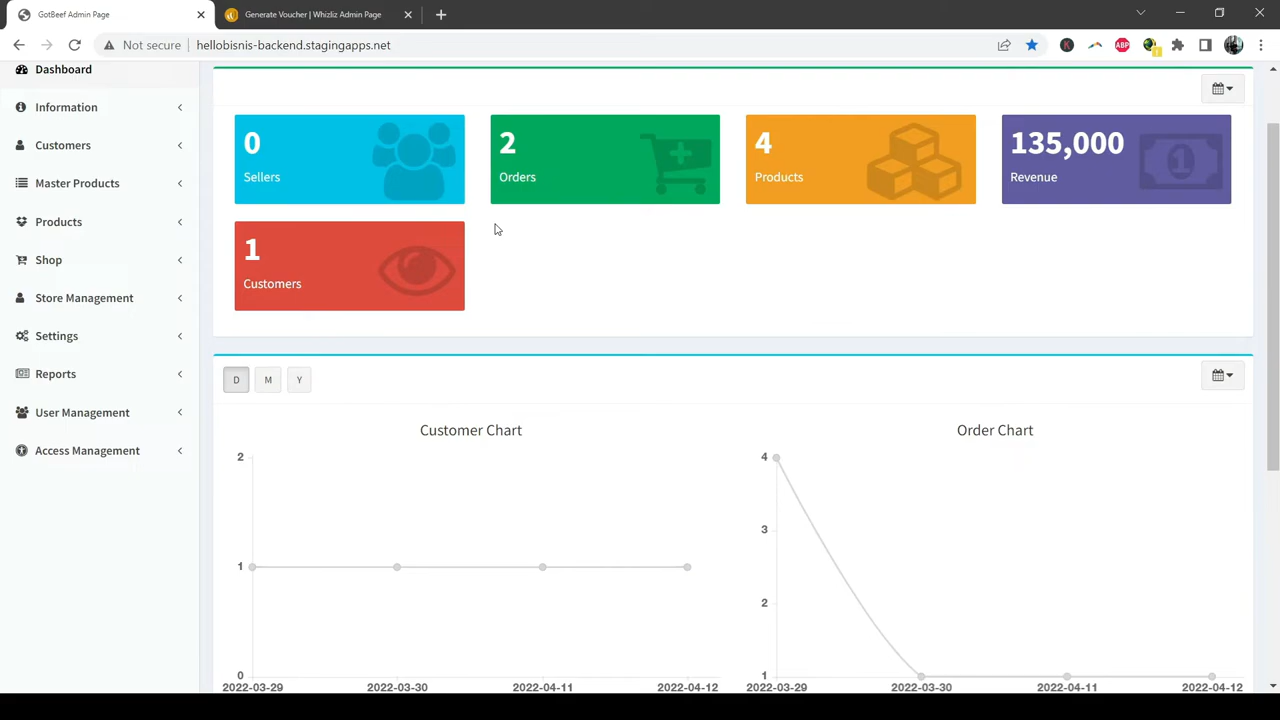 GotBeef Admin Page
Generate Voucher | Whizliz Admin Page
Not secure
hellobisnis-backend.stagingapps.net
ABP
Dashboard
Information
Customers
Master Products
Products
Shop
Store Management
Settings
Reports
User Management
Access Management
0
Sellers
2
Orders
4
Products
135,000
Revenue
1
Customers
D
M
Y
Customer Chart
2
1
0
2022-03-29
2022-03-30
2022-04-11
2022-04-12
Order Chart
4
3
2
1
2022-03-29
2022-03-30
2022-04-11
2022-04-12